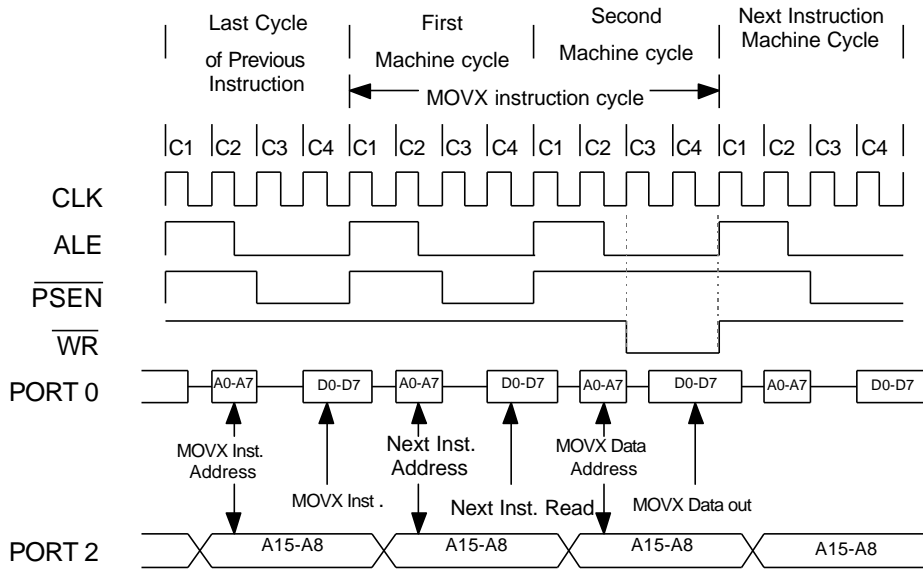 Last Cycle
of Previous
Instruction
First
Machine cycle
Second
Machine cycle
Next Instruction
Machine Cycle
MOVX instruction cycle
C1 C2 C3 C4 C1 C2 C3 C4 C1 C2 C3 C4 C1 C2 C3 C4
CLK
ALE
PSEN
WR
PORT 0
A0-A7 D0-D7 A0-A7 D0-D7 A0-A7 D0-D7 A0-A7 D0-D7
MOVX Inst.
Address
MOVX Inst .
Next Inst.
Address
Next Inst. Read
MOVX Data
Address
MOVX Data out
PORT 2
A15-A8 A15-A8 A15-A8 A15-A8